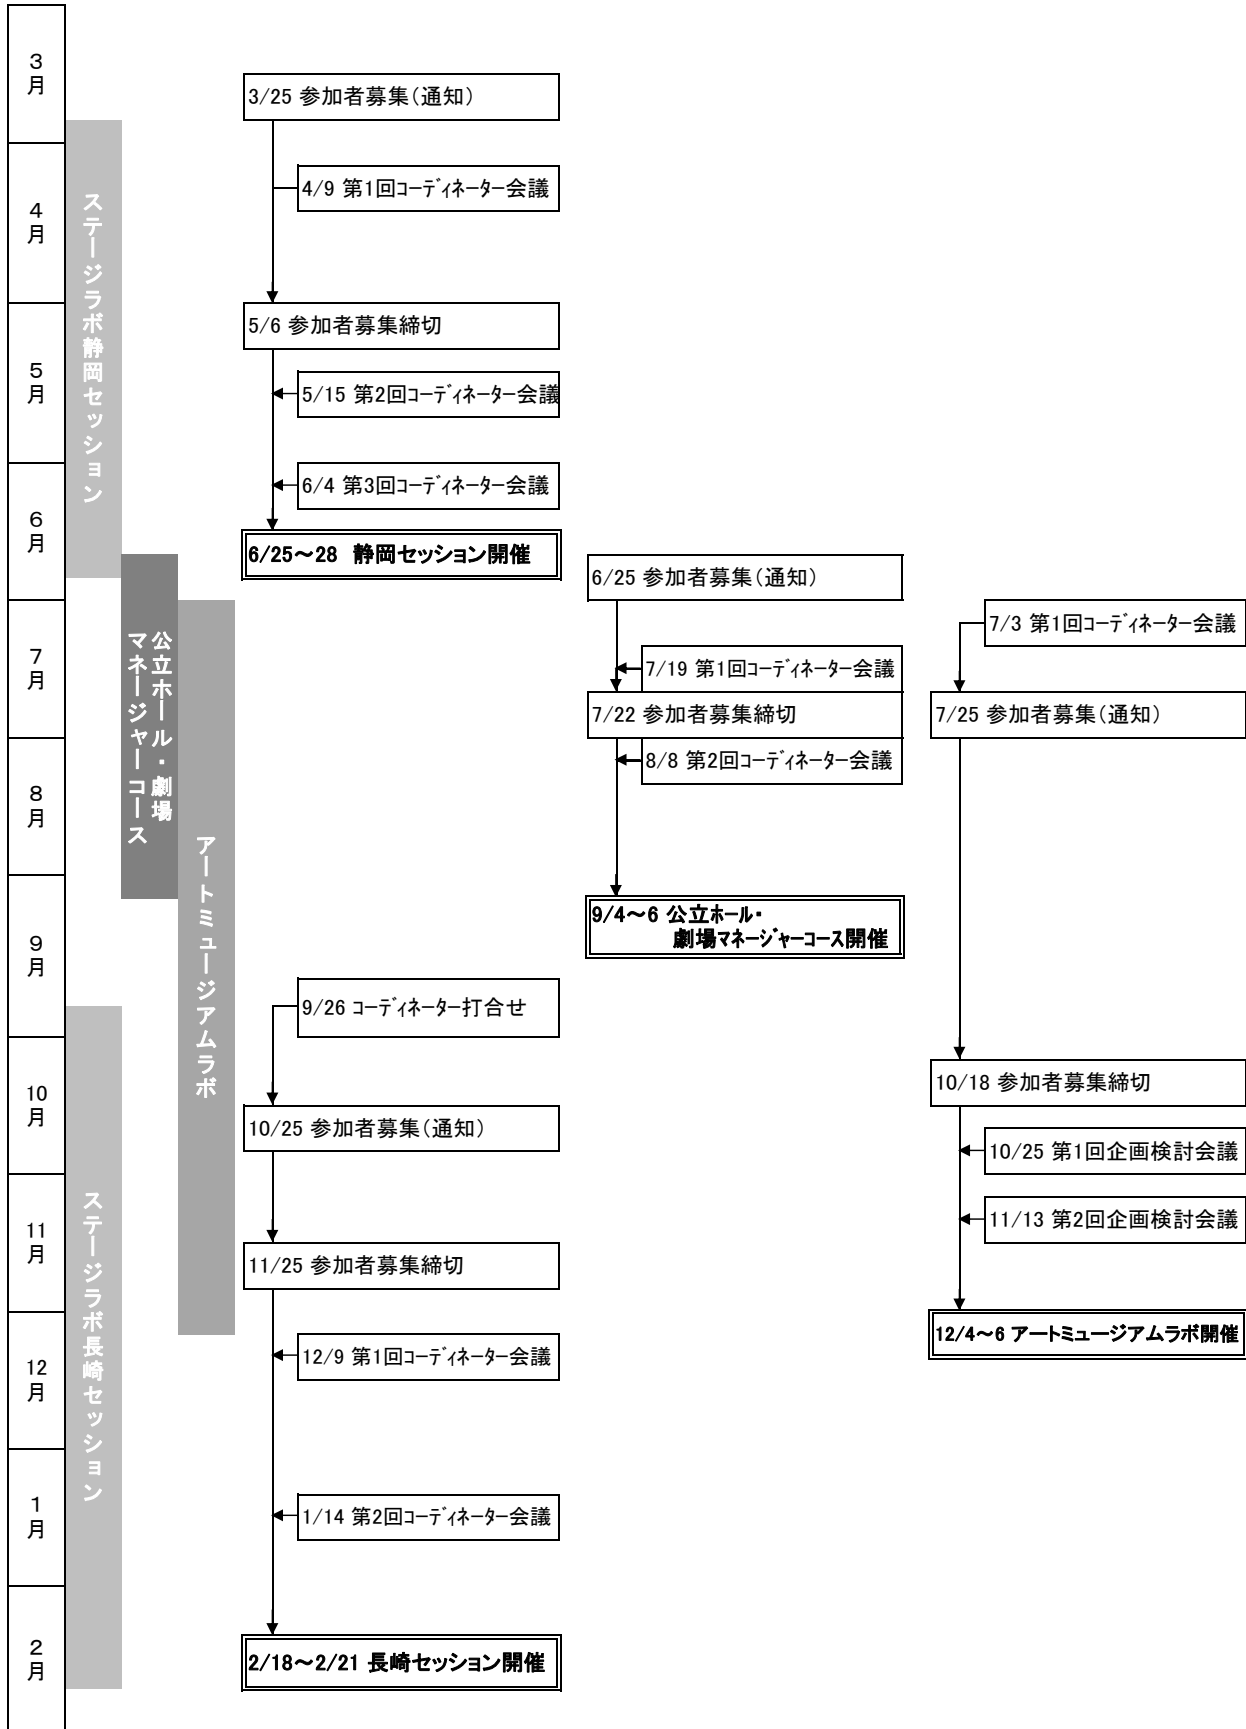 3月
4月
5月
6月
7月
8月
9月
10月
11月
12月
1月
2月
ステージラボ静岡セッション
公立ホール・劇場
マネージャーコース
アートミュージアムラボ
ステージラボ長崎セッション
3/25 参加者募集(通知)
4/9 第1回ｺｰﾃﾞｨﾈｰﾀｰ会議
5/6 参加者募集締切
5/15 第2回ｺｰﾃﾞｨﾈｰﾀｰ会議
6/4 第3回ｺｰﾃﾞｨﾈｰﾀｰ会議
6/25～28 静岡セッション開催
9/26 ｺｰﾃﾞｨﾈｰﾀｰ打合せ
10/25 参加者募集(通知)
11/25 参加者募集締切
12/9 第1回ｺｰﾃﾞｨﾈｰﾀｰ会議
1/14 第2回ｺｰﾃﾞｨﾈｰﾀｰ会議
2/18～2/21 長崎セッション開催
6/25 参加者募集(通知)
7/19 第1回ｺｰﾃﾞｨﾈｰﾀｰ会議
7/22 参加者募集締切
8/8 第2回ｺｰﾃﾞｨﾈｰﾀｰ会議
9/4～6 公立ﾎｰﾙ・
劇場ﾏﾈｰｼﾞｬｰｺｰｽ開催
7/3 第1回ｺｰﾃﾞｨﾈｰﾀｰ会議
7/25 参加者募集(通知)
10/18 参加者募集締切
10/25 第1回企画検討会議
11/13 第2回企画検討会議
12/4～6 アートミュージアムラボ開催